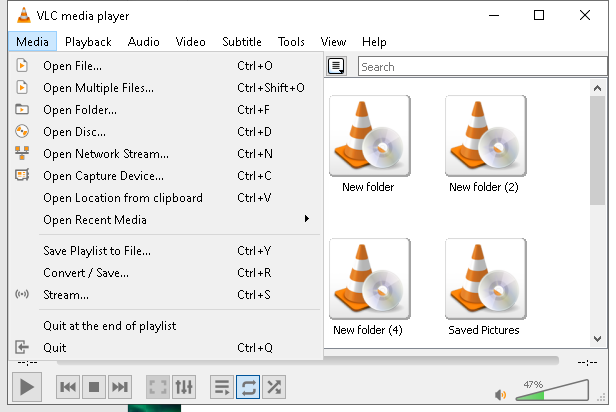 VLC media player
Media Playback Audio Video Subtitle Tools View Help
Open File... Ctrl+O
Open Multiple Files... Ctrl+Shift+O
Open Folder... Ctrl+F
Open Disc... Ctrl+D
Open Network Stream... Ctrl+N
Open Capture Device... Ctrl+C
Open Location from clipboard Ctrl+V
Open Recent Media
Save Playlist to File... Ctrl+Y
Convert / Save... Ctrl+R
Stream... Ctrl+S
Quit at the end of playlist
Quit Ctrl+Q
Search
New folder New folder (2)
New folder (4) Saved Pictures
--:-- --:--
47%